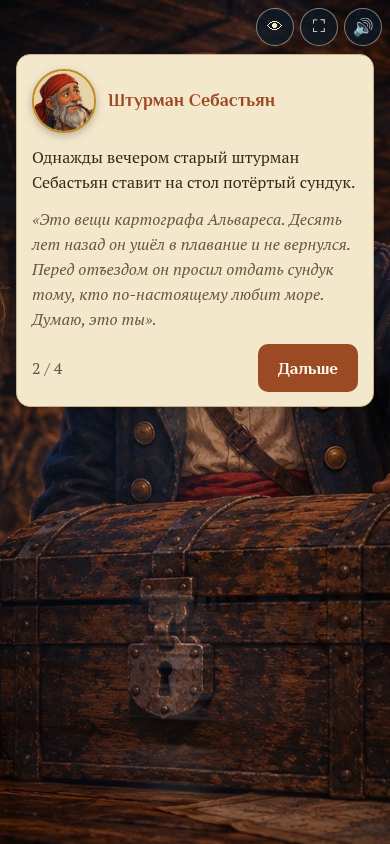 Штурман Себастьян
Однажды вечером старый штурман
Себастьян ставит на стол потёртый сундук.
«Это вещи картографа Альвареса. Десять
лет назад он ушёл в плавание и не вернулся.
Перед отъездом он просил отдать сундук
тому, кто по-настоящему любит море.
Думаю, это ты».
2 / 4
Дальше